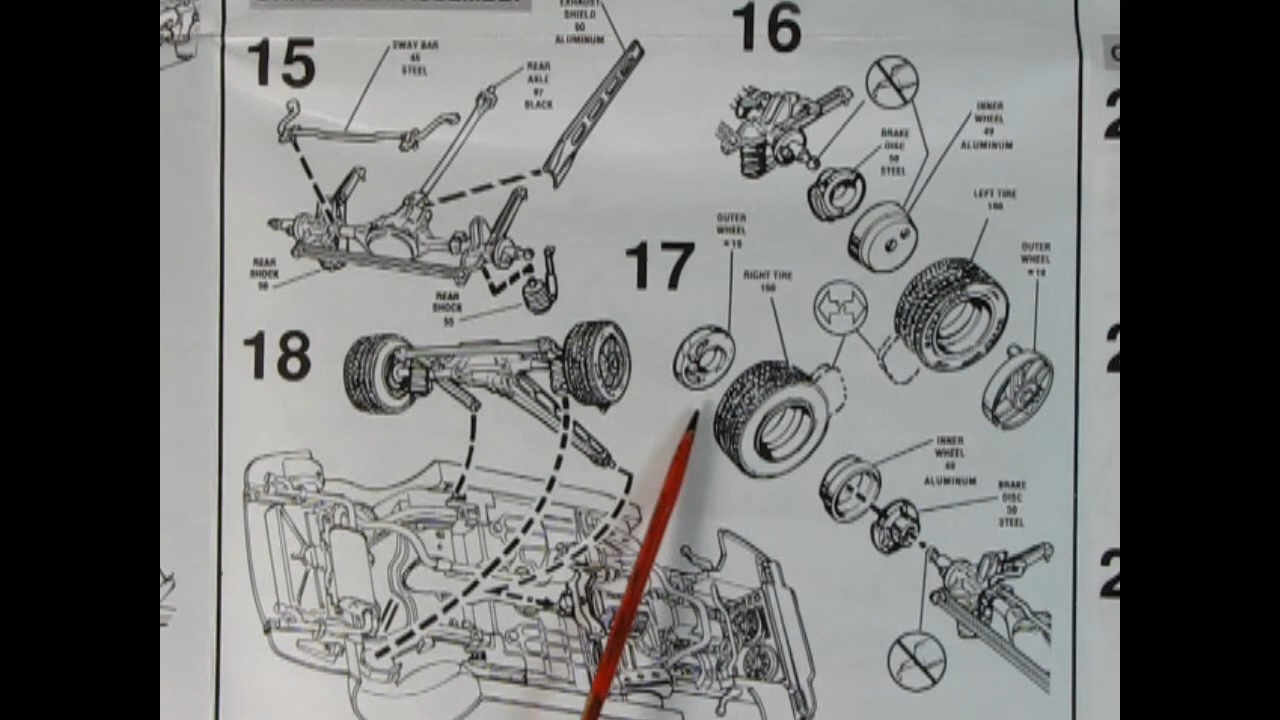 EXHAUST
SHIELD
60
ALUMINUM
15
SWAY BAR
STEEL
REAR
AXLE
BLACK
REAR
SHOCK
REAR
SHOCK
55
16
INNER
WHEEL
49
ALUMINUM
BRAKE
DISC
50
STEEL
LEFT TIRE
17
OUTER
WHEEL
RIGHT TIRE
OUTER
WHEEL
INNER
WHEEL
ALUMINUM
BRAKE
DISC
50
STEEL
18